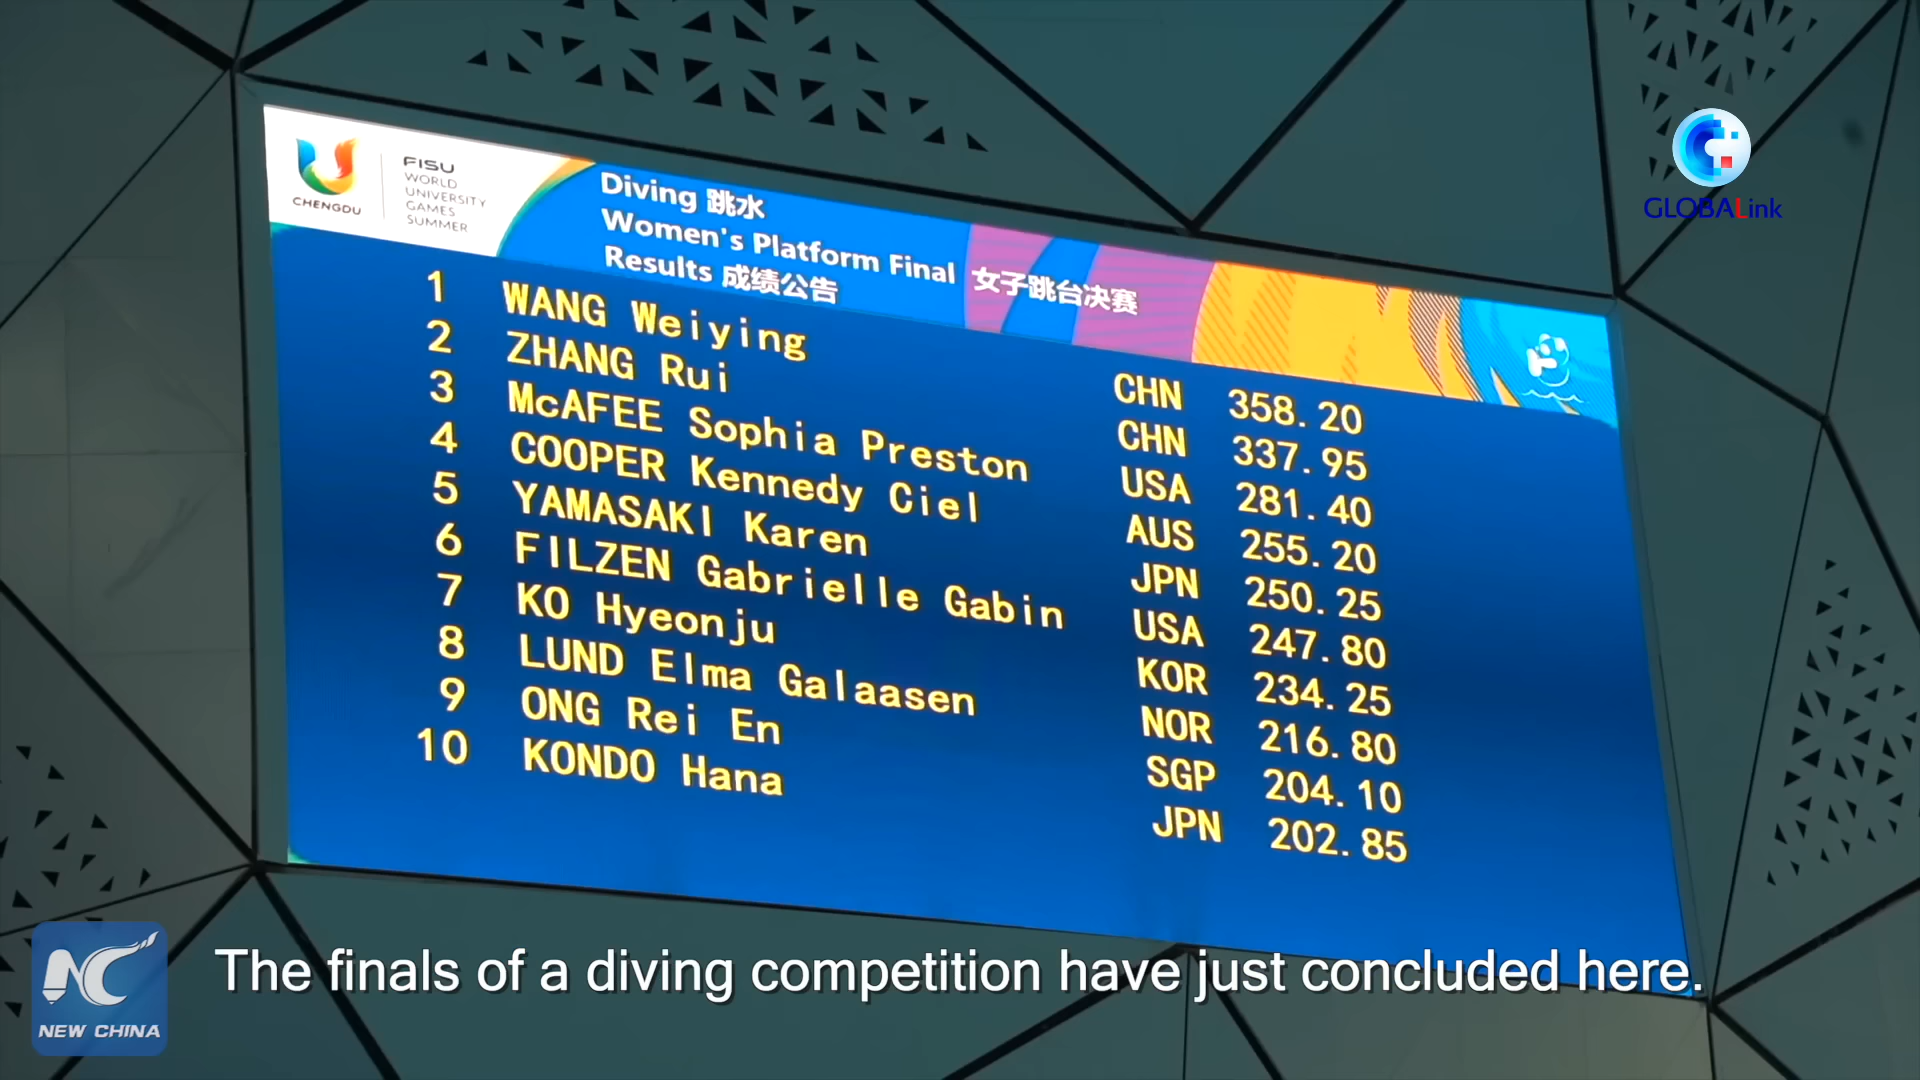 CHENGDU
FISU
WORLD
UNIVERSITY
GAMES
SUMMER
Diving 跳水
Women's Platform Final 女子跳台决赛
Results 成绩公告
1 WANG Weiying CHN 358.20
2 ZHANG Rui CHN 337.95
3 McAFEE Sophia Preston USA 281.40
4 COOPER Kennedy Ciel AUS 255.20
5 YAMASAKI Karen JPN 250.25
6 FILZEN Gabrielle Gabin USA 247.80
7 KO Hyeonju KOR 234.25
8 LUND Elma Galaasen NOR 216.80
9 ONG Rei En SGP 204.10
10 KONDO Hana JPN 202.85
GLOBALink
The finals of a diving competition have just concluded here.
NC
NEW CHINA